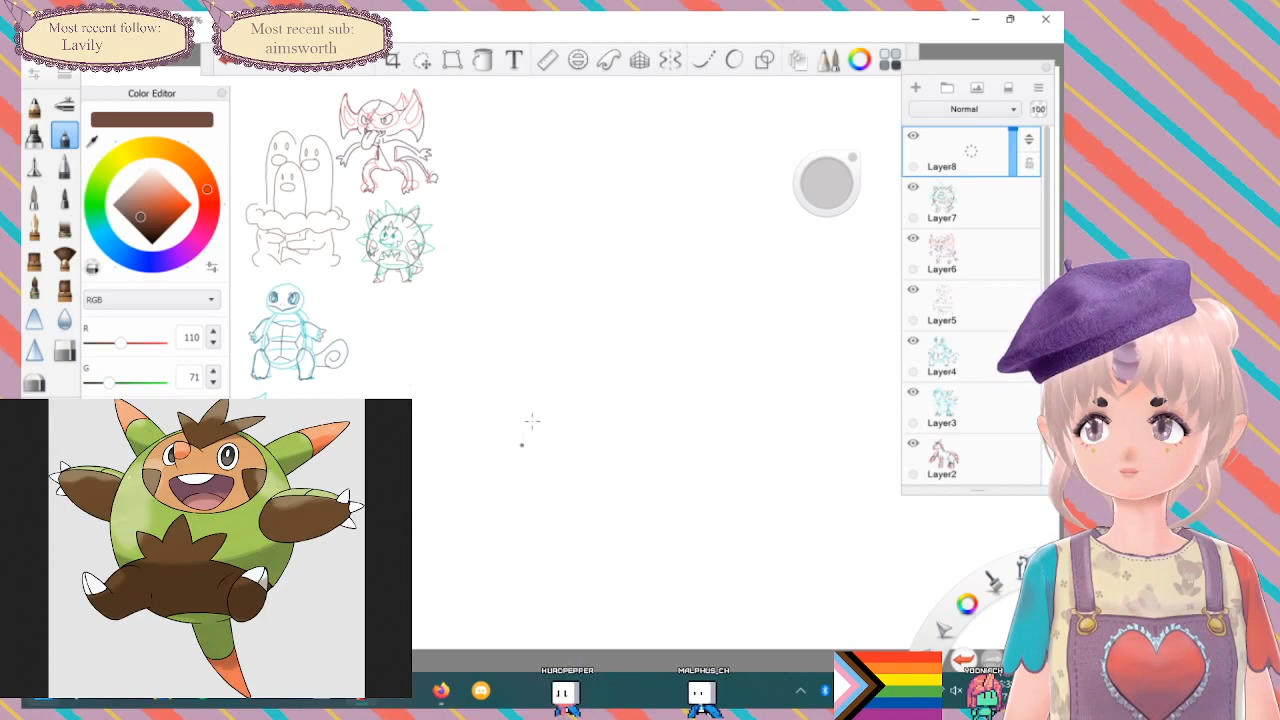 Most recent follow:
Lavily
Most recent sub:
aimsworth
T
Color Editor
Normal
100
Layer8
Layer7
Layer6
Layer5
Layer4
Layer3
Layer2
RGB
R
110
G
71
HURDPEPPER
MALPHUS_CH